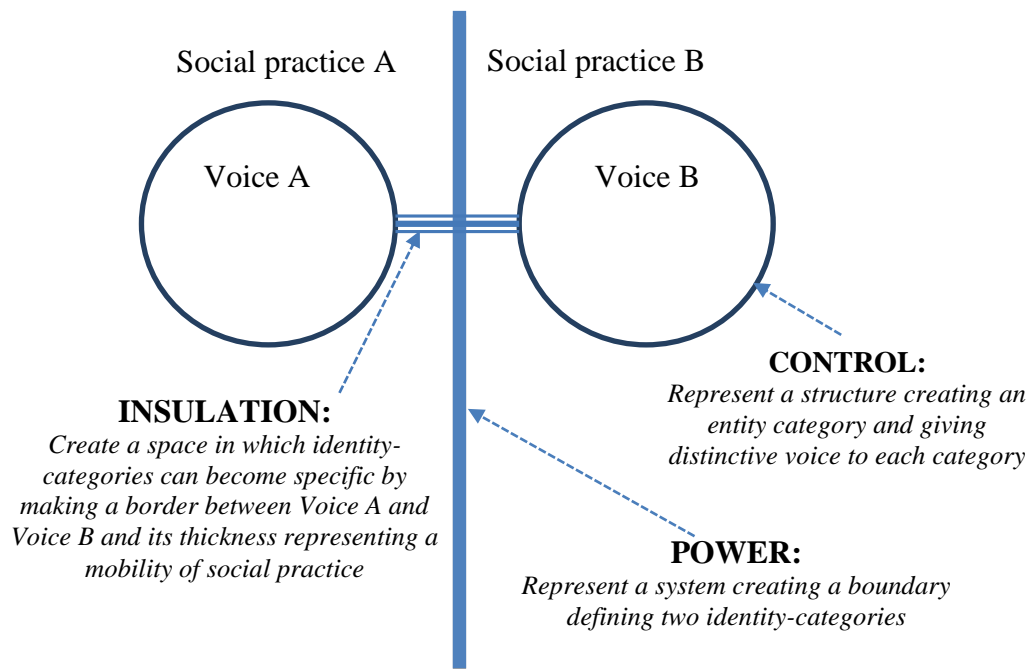 Social practice A
Social practice B
Voice A
Voice B
CONTROL:
Represent a structure creating an
entity category and giving
distinctive voice to each category
INSULATION:
Create a space in which identity-
categories can become specific by
making a border between Voice A and
Voice B and its thickness representing a
mobility of social practice
POWER:
Represent a system creating a boundary
defining two identity-categories